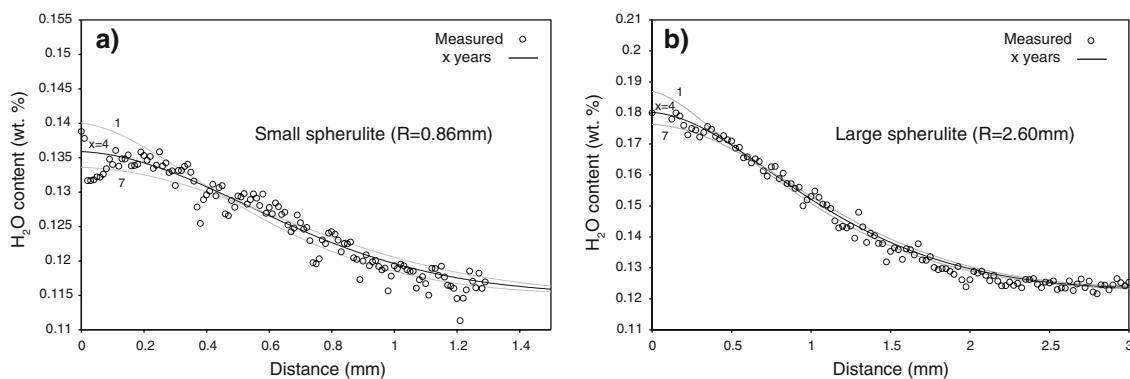 a)
Measured
x years
0.155
0.15
0.145
0.14
0.135
0.13
0.125
0.12
0.115
0.11
H2O content (wt. %)
1
x=4
7
Small spherulite (R=0.86mm)
0 0.2 0.4 0.6 0.8 1 1.2 1.4
Distance (mm)
b)
Measured
x years
0.21
0.2
0.19
0.18
0.17
0.16
0.15
0.14
0.13
0.12
0.11
H2O content (wt. %)
1
x=4
7
Large spherulite (R=2.60mm)
0 0.5 1 1.5 2 2.5 3
Distance (mm)